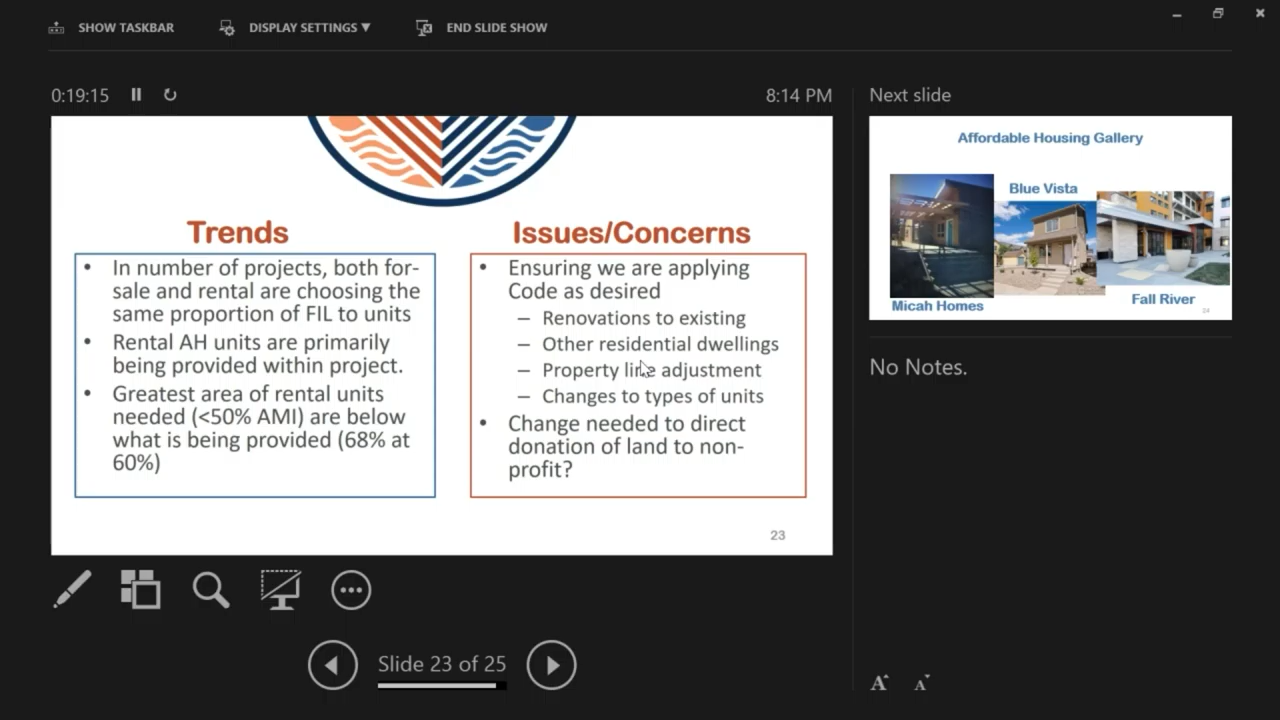 SHOW TASKBAR
DISPLAY SETTINGS ▼
END SLIDE SHOW
0:19:15
8:14 PM
Trends
• In number of projects, both for-
sale and rental are choosing the
same proportion of FIL to units
• Rental AH units are primarily
being provided within project.
• Greatest area of rental units
needed (<50% AMI) are below
what is being provided (68% at
60%)
Issues/Concerns
• Ensuring we are applying
Code as desired
– Renovations to existing
– Other residential dwellings
– Property line adjustment
– Changes to types of units
• Change needed to direct
donation of land to non-
profit?
23
Slide 23 of 25
Next slide
Affordable Housing Gallery
Blue Vista
Micah Homes
Fall River
24
No Notes.
A A